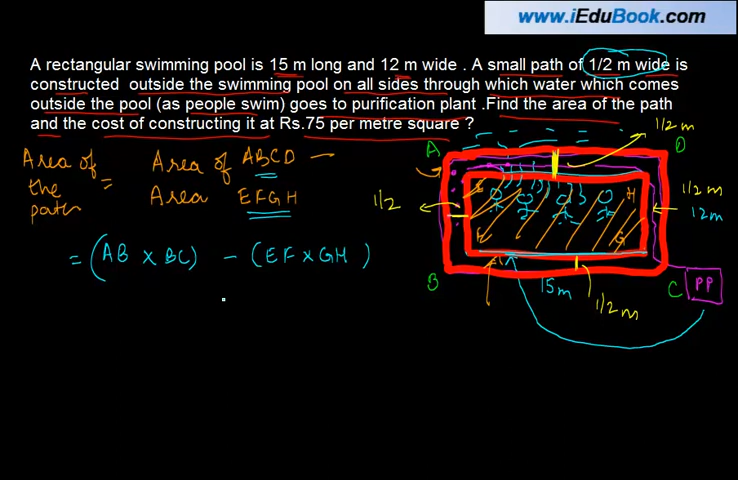 www.iEduBook.com
A rectangular swimming pool is 15 m long and 12 m wide . A small path of 1/2 m wide is
constructed outside the swimming pool on all sides through which water which comes
outside the pool (as people swim) goes to purification plant .Find the area of the path
and the cost of constructing it at Rs.75 per metre square ?
1/2 m
A
D
Area of the path = Area of ABCD —
Area EFGH
E
H
1/2
1/2 m
12m
F
G
= (AB × BC) - (EF × GH)
B
15m
1/2 m
C
PP